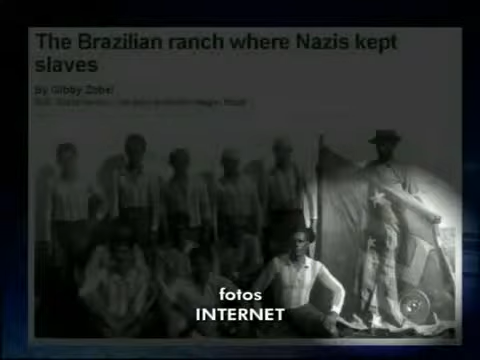 The Brazilian ranch where Nazis kept
slaves
By Gibby Zobel
fotos
INTERNET